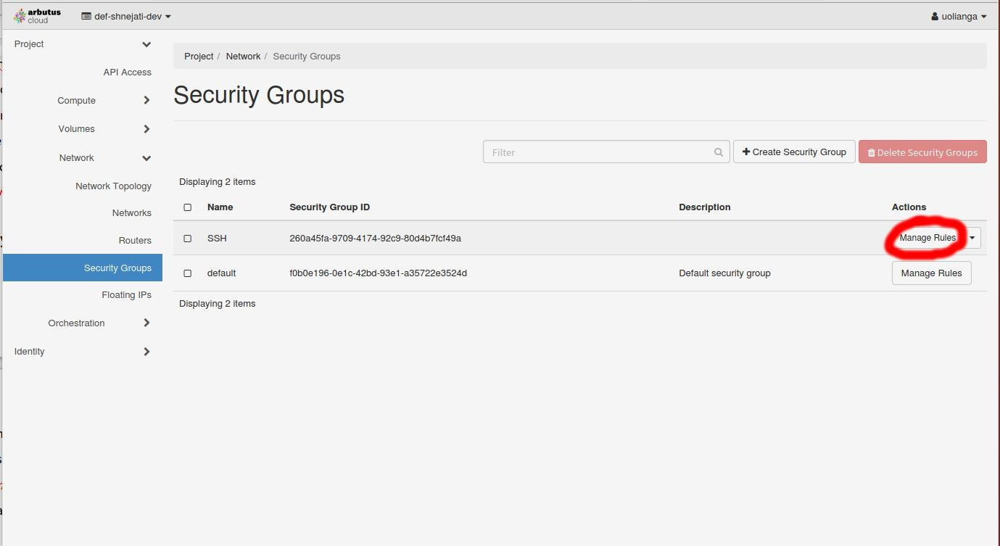 arbutus cloud def-shnejati-dev uolianga
Project
API Access
Compute
Volumes
Network
Network Topology
Networks
Routers
Security Groups
Floating IPs
Orchestration
Identity
Project / Network / Security Groups
Security Groups
Filter Create Security Group Delete Security Groups
Displaying 2 items
Name Security Group ID Description Actions
SSH 260a45fa-9709-4174-92c9-80d4b7fcf49a Manage Rules
default f0b0e196-0e1c-42bd-93e1-a35722e3524d Default security group Manage Rules
Displaying 2 items